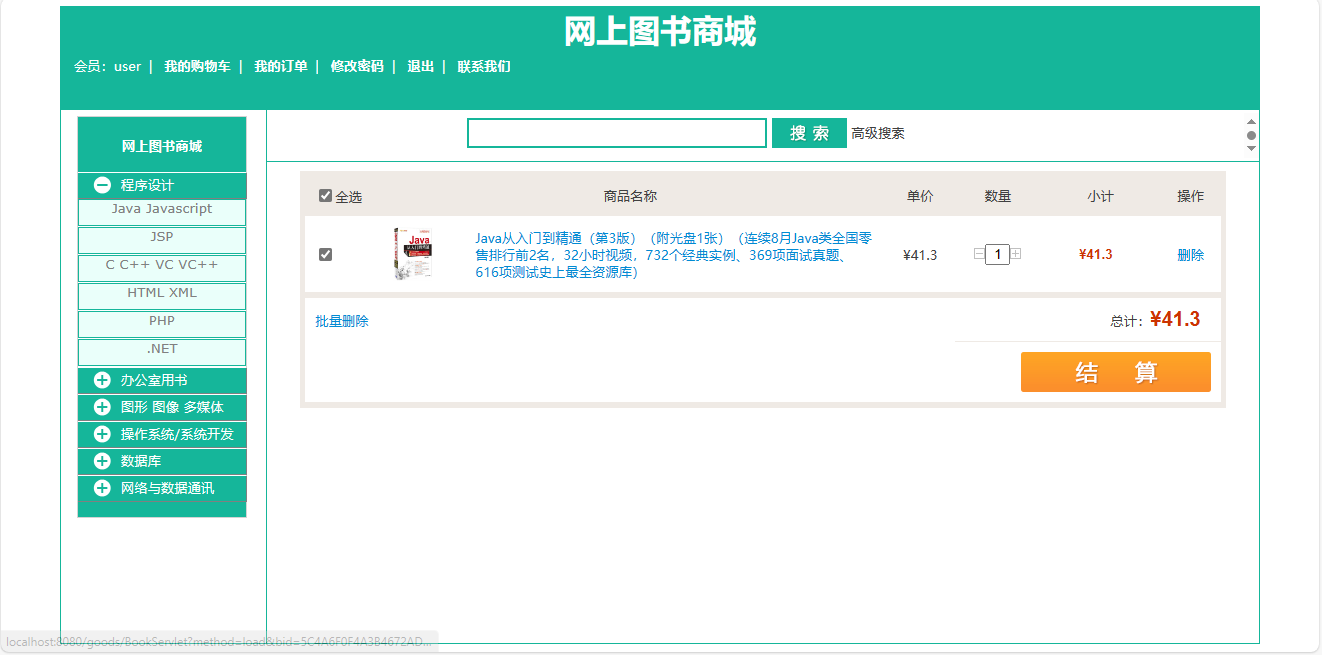 网上图书商城
会员：user | 我的购物车 | 我的订单 | 修改密码 | 退出 | 联系我们
网上图书商城
程序设计
Java Javascript
JSP
C C++ VC VC++
HTML XML
PHP
.NET
办公室用书
图形 图像 多媒体
操作系统/系统开发
数据库
网络与数据通讯
搜 索 高级搜索
全选 商品名称 单价 数量 小计 操作
Java从入门到精通（第3版）（附光盘1张）（连续8月Java类全国零
售排行前2名，32小时视频，732个经典实例、369项面试真题、
616项测试史上最全资源库）
¥41.3 1 ¥41.3 删除
Java
批量删除 总计：¥41.3
结 算
localhost:8080/goods/BookServlet?method=load&bid=5C4A6F0F4A3B4672AD...